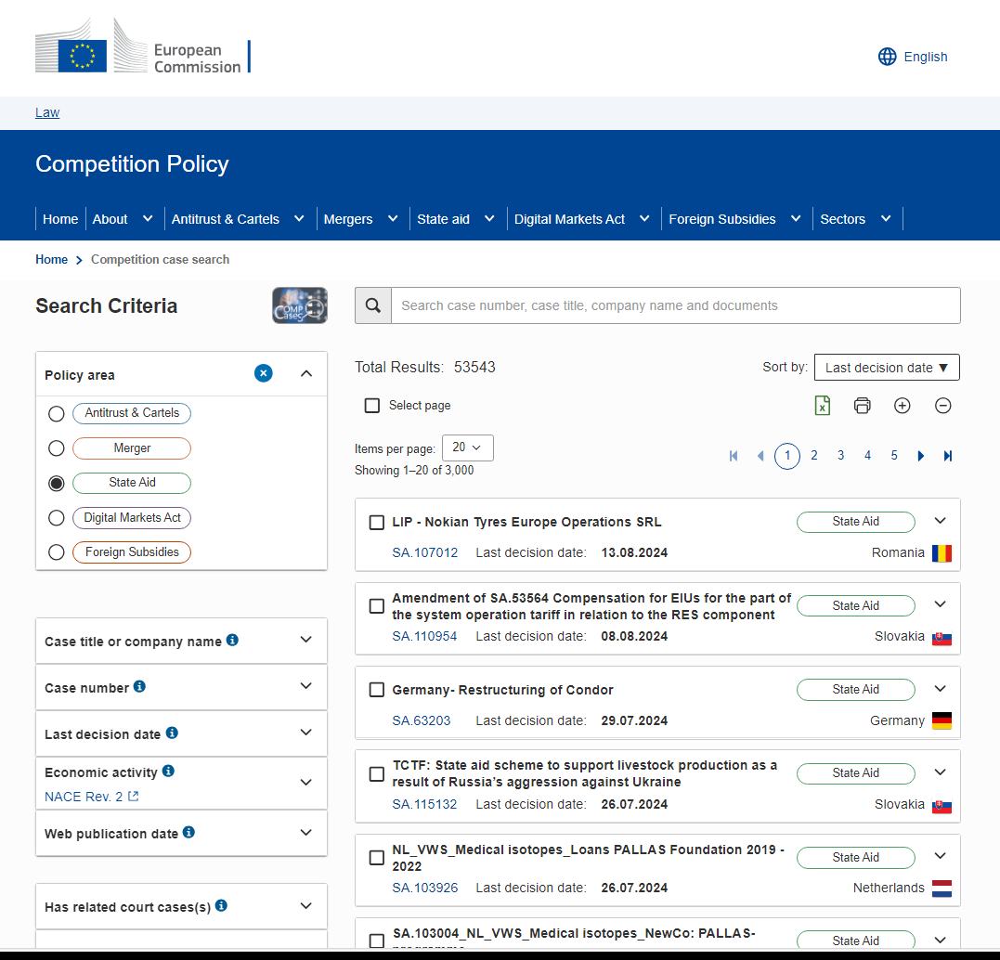 European
Commission
English
Law
Competition Policy
Home About Antitrust & Cartels Mergers State aid Digital Markets Act Foreign Subsidies Sectors
Home Competition case search
Search Criteria
COMP
Cases
Search case number, case title, company name and documents
Policy area
Antitrust & Cartels
Merger
State Aid
Digital Markets Act
Foreign Subsidies
Case title or company name
Case number
Last decision date
Economic activity
NACE Rev. 2
Web publication date
Has related court cases(s)
Total Results: 53543
Sort by: Last decision date ▼
Select page
Items per page: 20
Showing 1–20 of 3,000
1 2 3 4 5
LIP - Nokian Tyres Europe Operations SRL
State Aid
SA.107012 Last decision date: 13.08.2024
Romania
Amendment of SA.53564 Compensation for EIUs for the part of
the system operation tariff in relation to the RES component
State Aid
SA.110954 Last decision date: 08.08.2024
Slovakia
Germany- Restructuring of Condor
State Aid
SA.63203 Last decision date: 29.07.2024
Germany
TCTF: State aid scheme to support livestock production as a
result of Russia's aggression against Ukraine
State Aid
SA.115132 Last decision date: 26.07.2024
Slovakia
NL_VWS_Medical isotopes_Loans PALLAS Foundation 2019 -
2022
State Aid
SA.103926 Last decision date: 26.07.2024
Netherlands
SA.103004_NL_VWS_Medical isotopes_NewCo: PALLAS-
State Aid